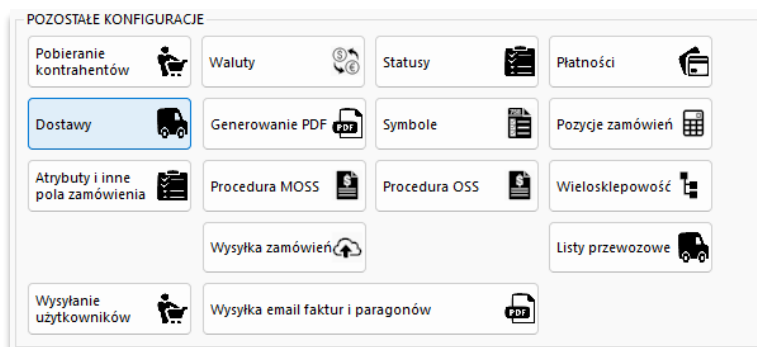 POZOSTAŁE KONFIGURACJE
Pobieranie
kontrahentów
Waluty
Statusy
Płatności
Dostawy
Generowanie PDF
PDF
Symbole
Pozycje zamówień
Atrybuty i inne
pola zamówienia
Procedura MOSS
Procedura OSS
Wielosklepowość
Wysyłka zamówień
Listy przewozowe
Wysyłanie
użytkowników
Wysyłka email faktur i paragonów
PDF